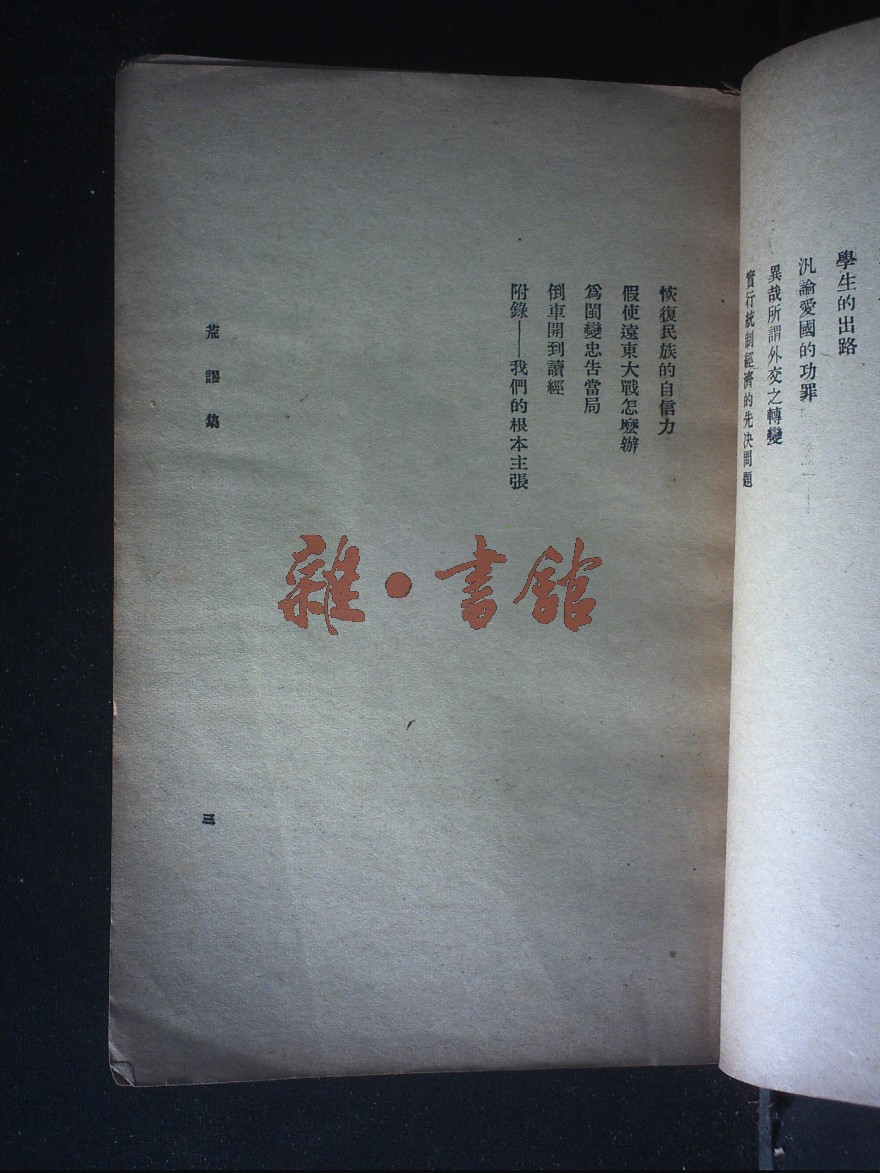 學生的出路
汎論愛國的功罪
異哉所謂外交之轉變
實行統制經濟的先決問題
恢復民族的自信力
假使遠東大戰怎麽辦
爲閩變忠告當局
倒車開到讀經
附錄——我們的根本主張
荒謬集
三
雜·書館